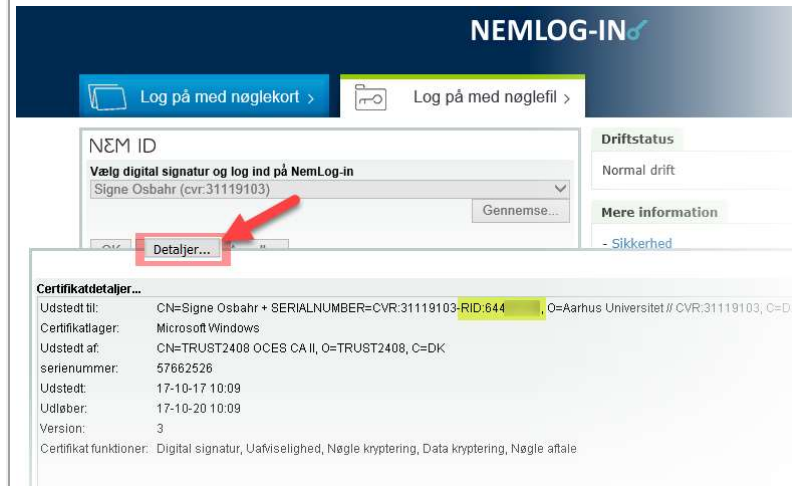 NEMLOG-IN
Log på med nøglekort >
Log på med nøglefil >
NEM ID
Vælg digital signatur og log ind på NemLog-in
Signe Osbahr (cvr:31119103)
Gennemse...
OK
Detaljer...
Driftstatus
Normal drift
Mere information
- Sikkerhed
Certifikatdetaljer...
Udstedt til: CN=Signe Osbahr + SERIALNUMBER=CVR:31119103-RID:644 , O=Aarhus Universitet // CVR:31119103, C=D
Certifikatlager: Microsoft Windows
Udstedt af: CN=TRUST2408 OCES CA II, O=TRUST2408, C=DK
serienummer: 57662526
Udstedt: 17-10-17 10:09
Udløber: 17-10-20 10:09
Version: 3
Certifikat funktioner: Digital signatur, Uafviselighed, Nøgle kryptering, Data kryptering, Nøgle aftale